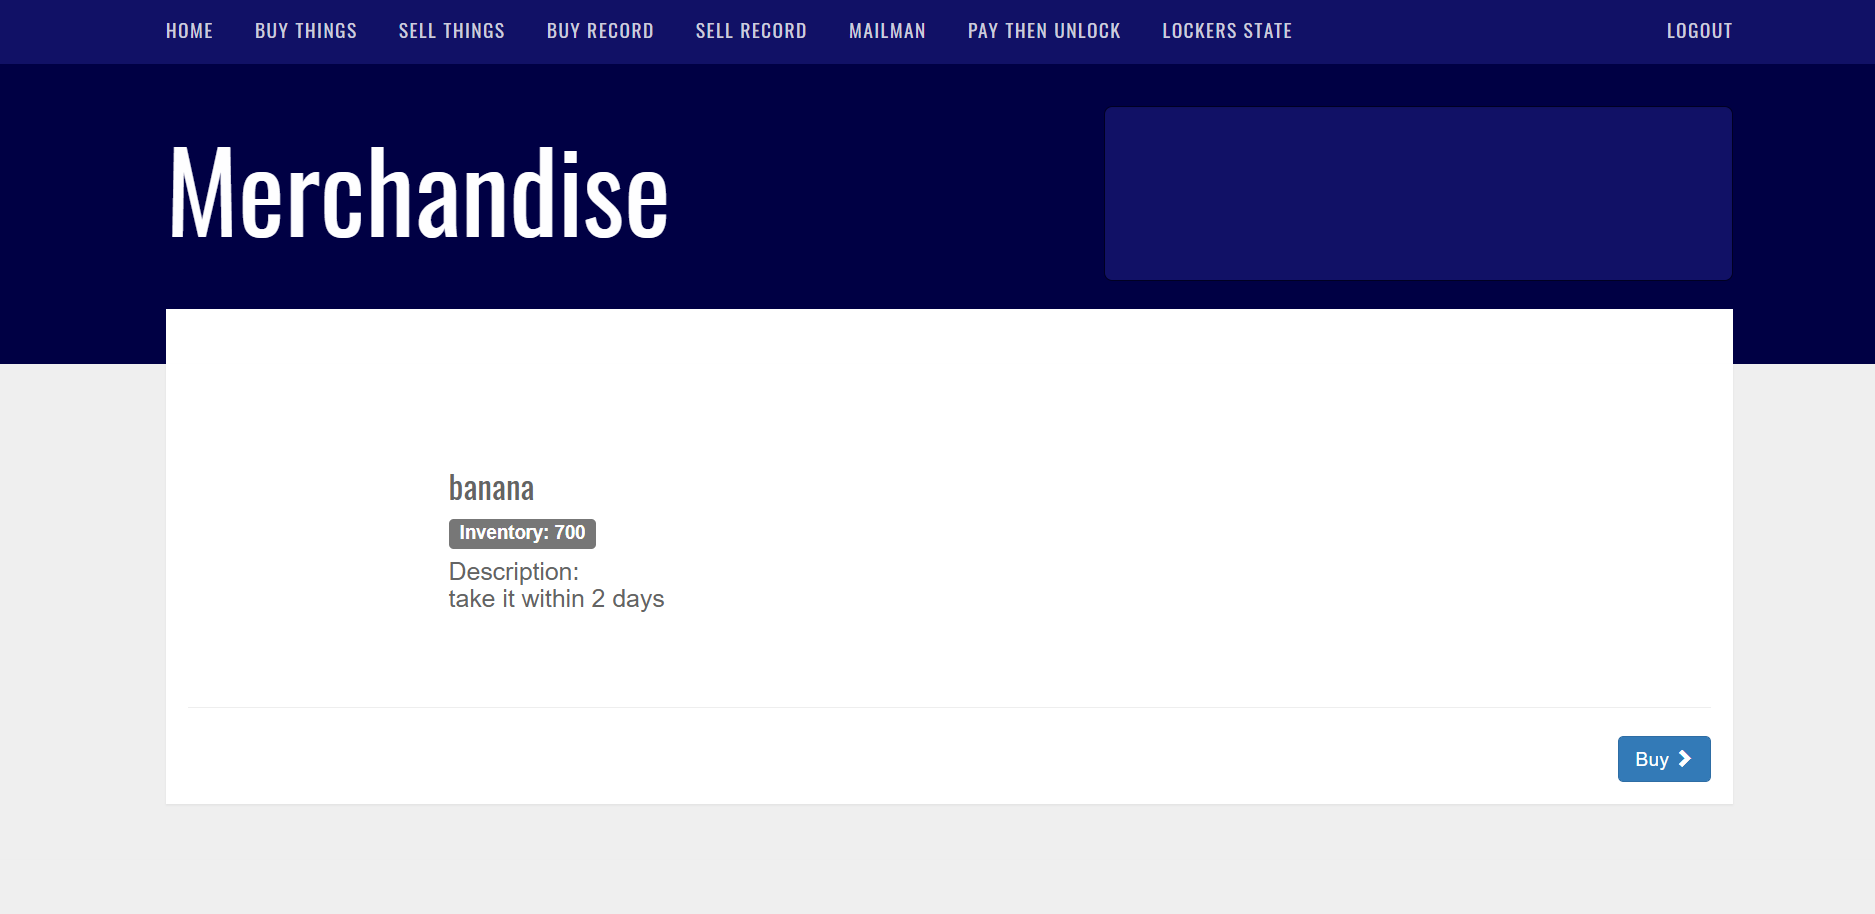 HOME BUY THINGS SELL THINGS BUY RECORD SELL RECORD MAILMAN PAY THEN UNLOCK LOCKERS STATE LOGOUT
Merchandise
banana
Inventory: 700
Description:
take it within 2 days
Buy